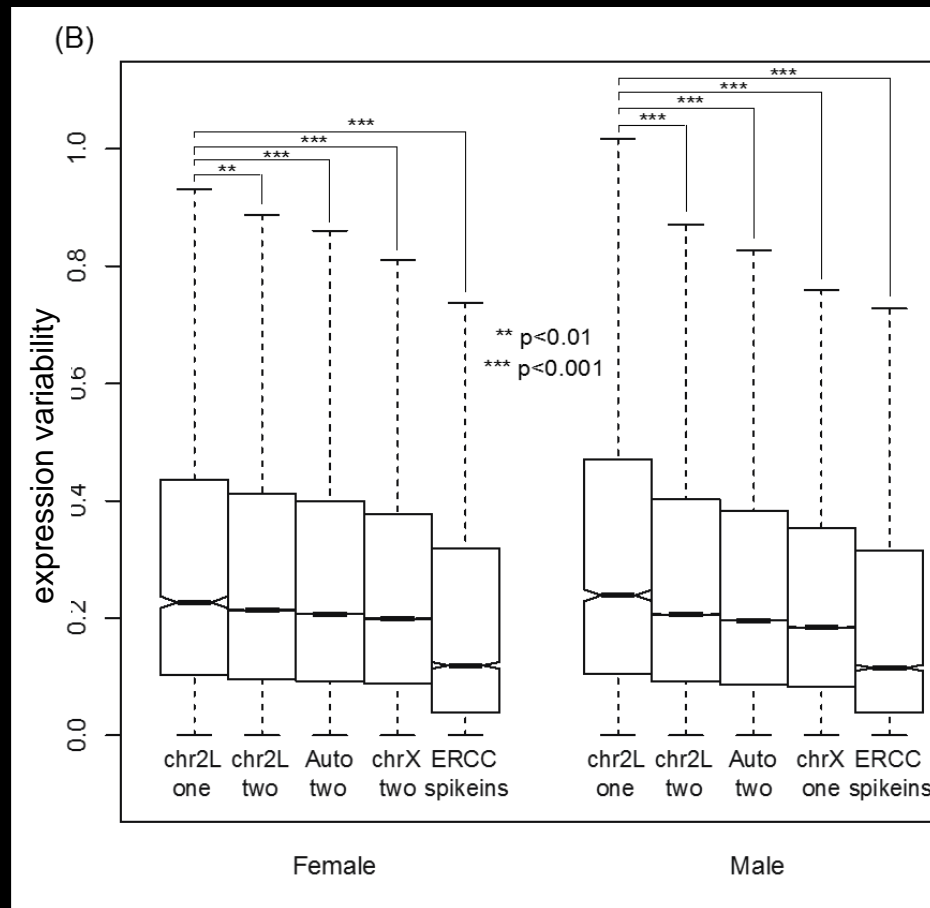 (B)
expression variability
1.0
0.8
0.6
0.4
0.2
0.0
***
***
***
**
***
***
***
***
** p<0.01
*** p<0.001
chr2L one
chr2L two
Auto two
chrX two
ERCC spikeins
chr2L one
chr2L two
Auto two
chrX one
ERCC spikeins
Female
Male